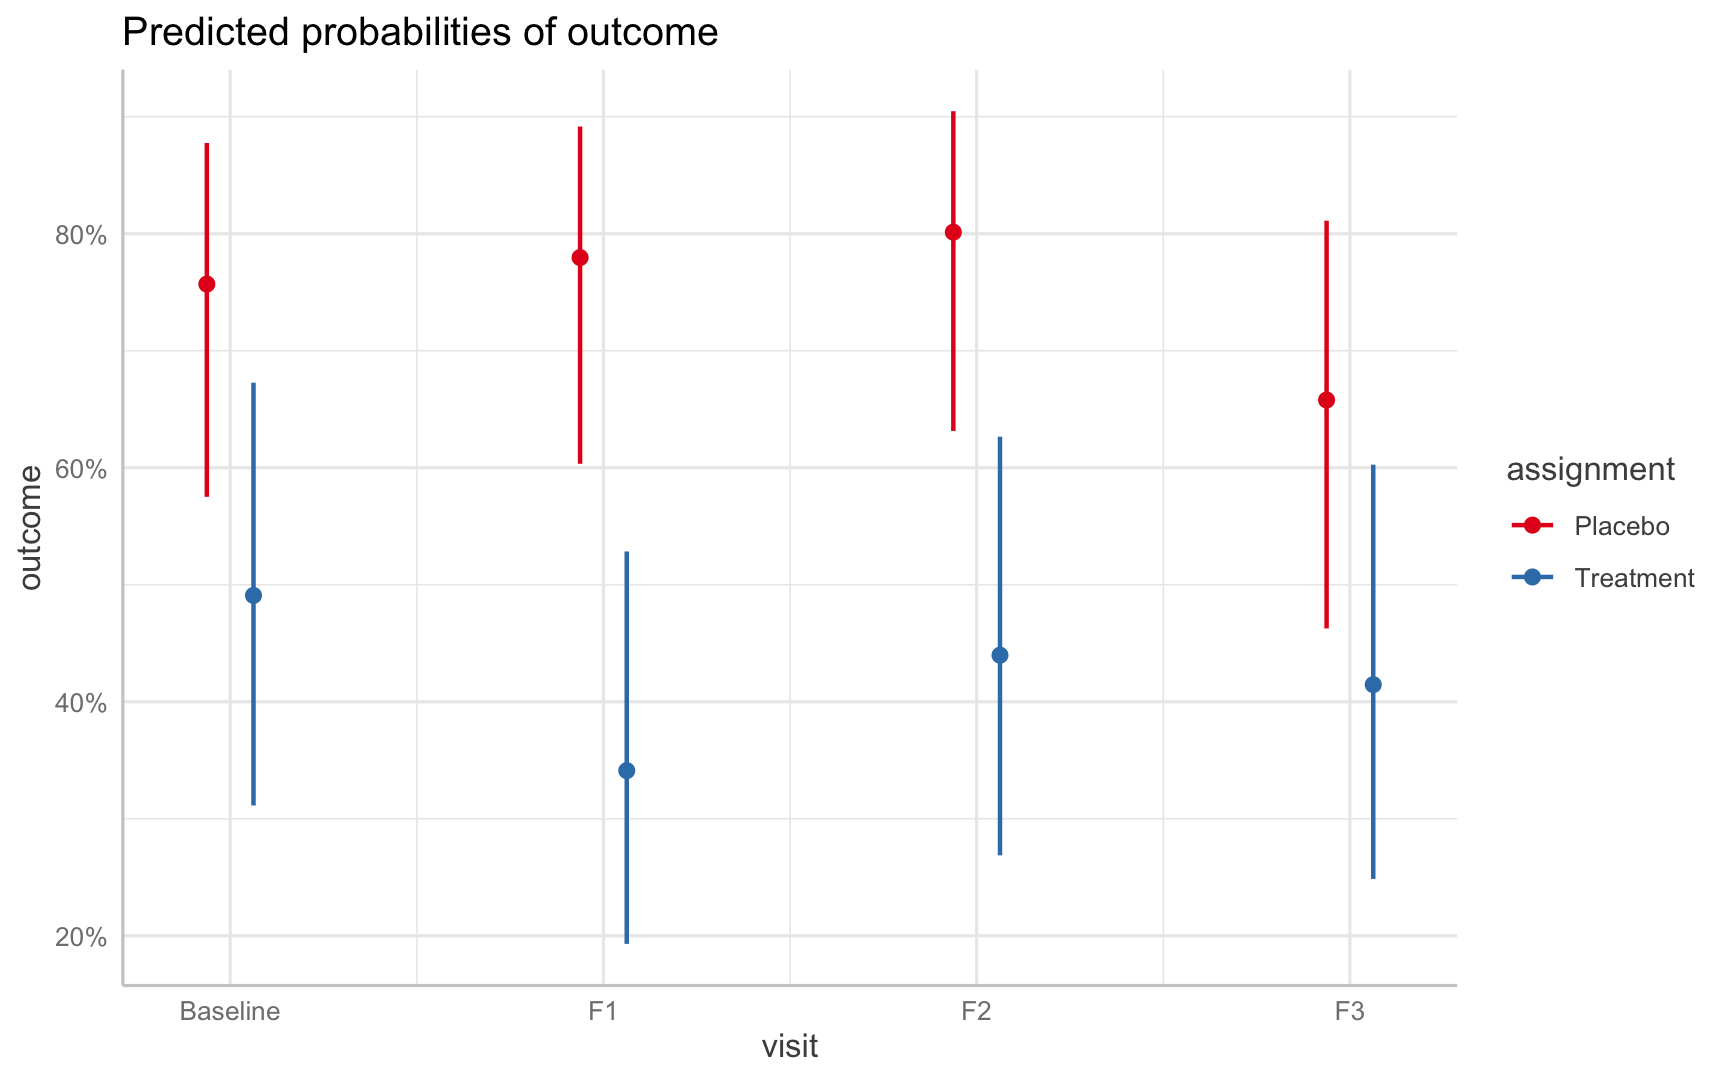 Predicted probabilities of outcome
80%
60%
40%
20%
outcome
Baseline
F1
F2
F3
visit
assignment
Placebo
Treatment